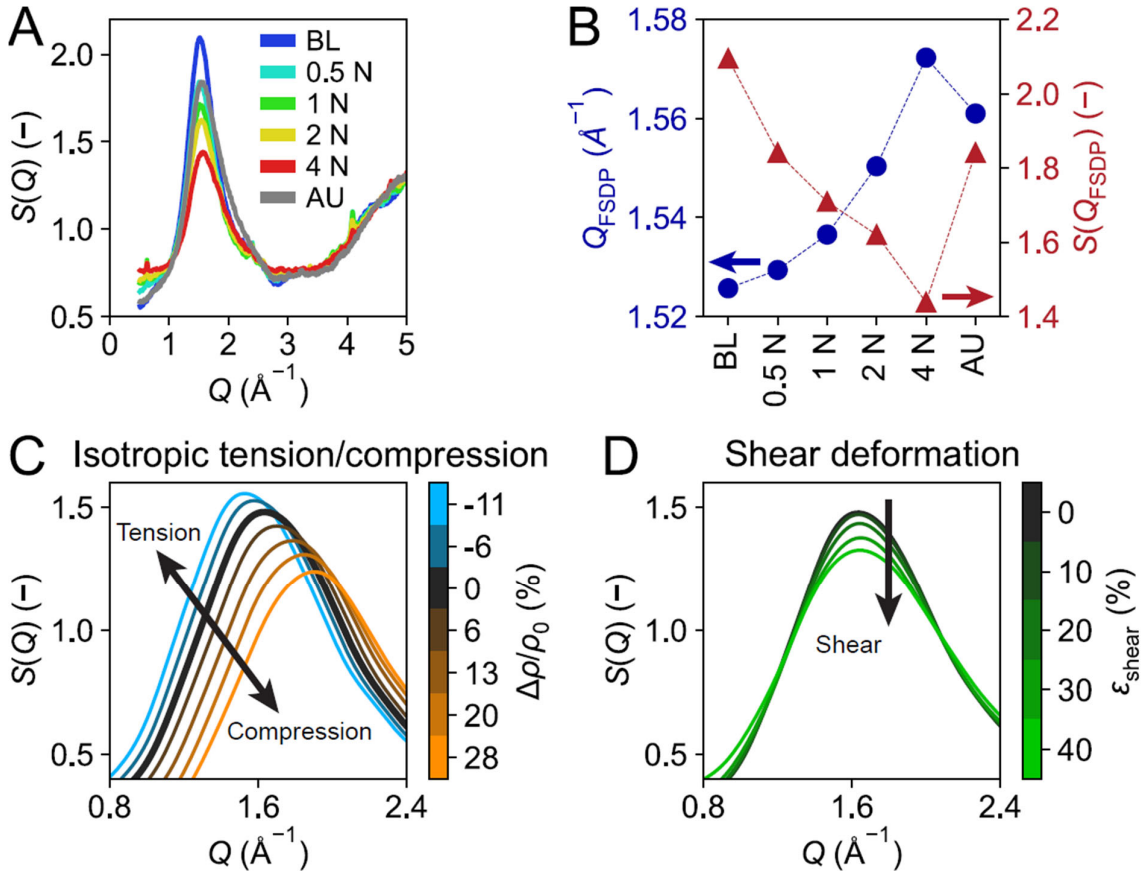 A
S(Q) (−)
2.0
1.5
1.0
0.5
BL
0.5 N
1 N
2 N
4 N
AU
0 1 2 3 4 5
Q (Å⁻¹)
B
Q_FSDP (Å⁻¹)
1.58
1.56
1.54
1.52
2.2
2.0
1.8
1.6
1.4
S(Q_FSDP) (−)
BL
0.5 N
1 N
2 N
4 N
AU
C Isotropic tension/compression
S(Q) (−)
1.5
1.0
0.5
Tension
Compression
0.8 1.6 2.4
Q (Å⁻¹)
-11
-6
0
6
13
20
28
Δρ/ρ₀ (%)
D Shear deformation
S(Q) (−)
1.5
1.0
0.5
Shear
0.8 1.6 2.4
Q (Å⁻¹)
0
10
20
30
40
ε_shear (%)